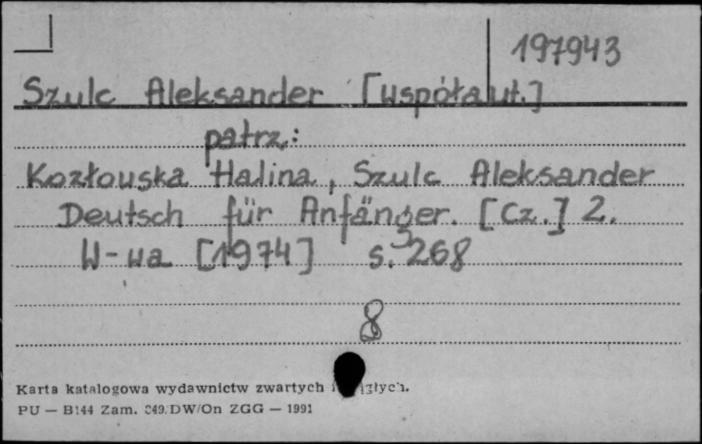 197943
Szulc Aleksander [współaut.]
patrz:
Kozłowska Halina, Szulc Aleksander
Deutsch für Anfänger. [Cz.] 2.
W-wa [1974] s. 268
8
Karta katalogowa wydawnictw zwartych i
PU — B144 Zam. 249/DW/On ZGG — 1991